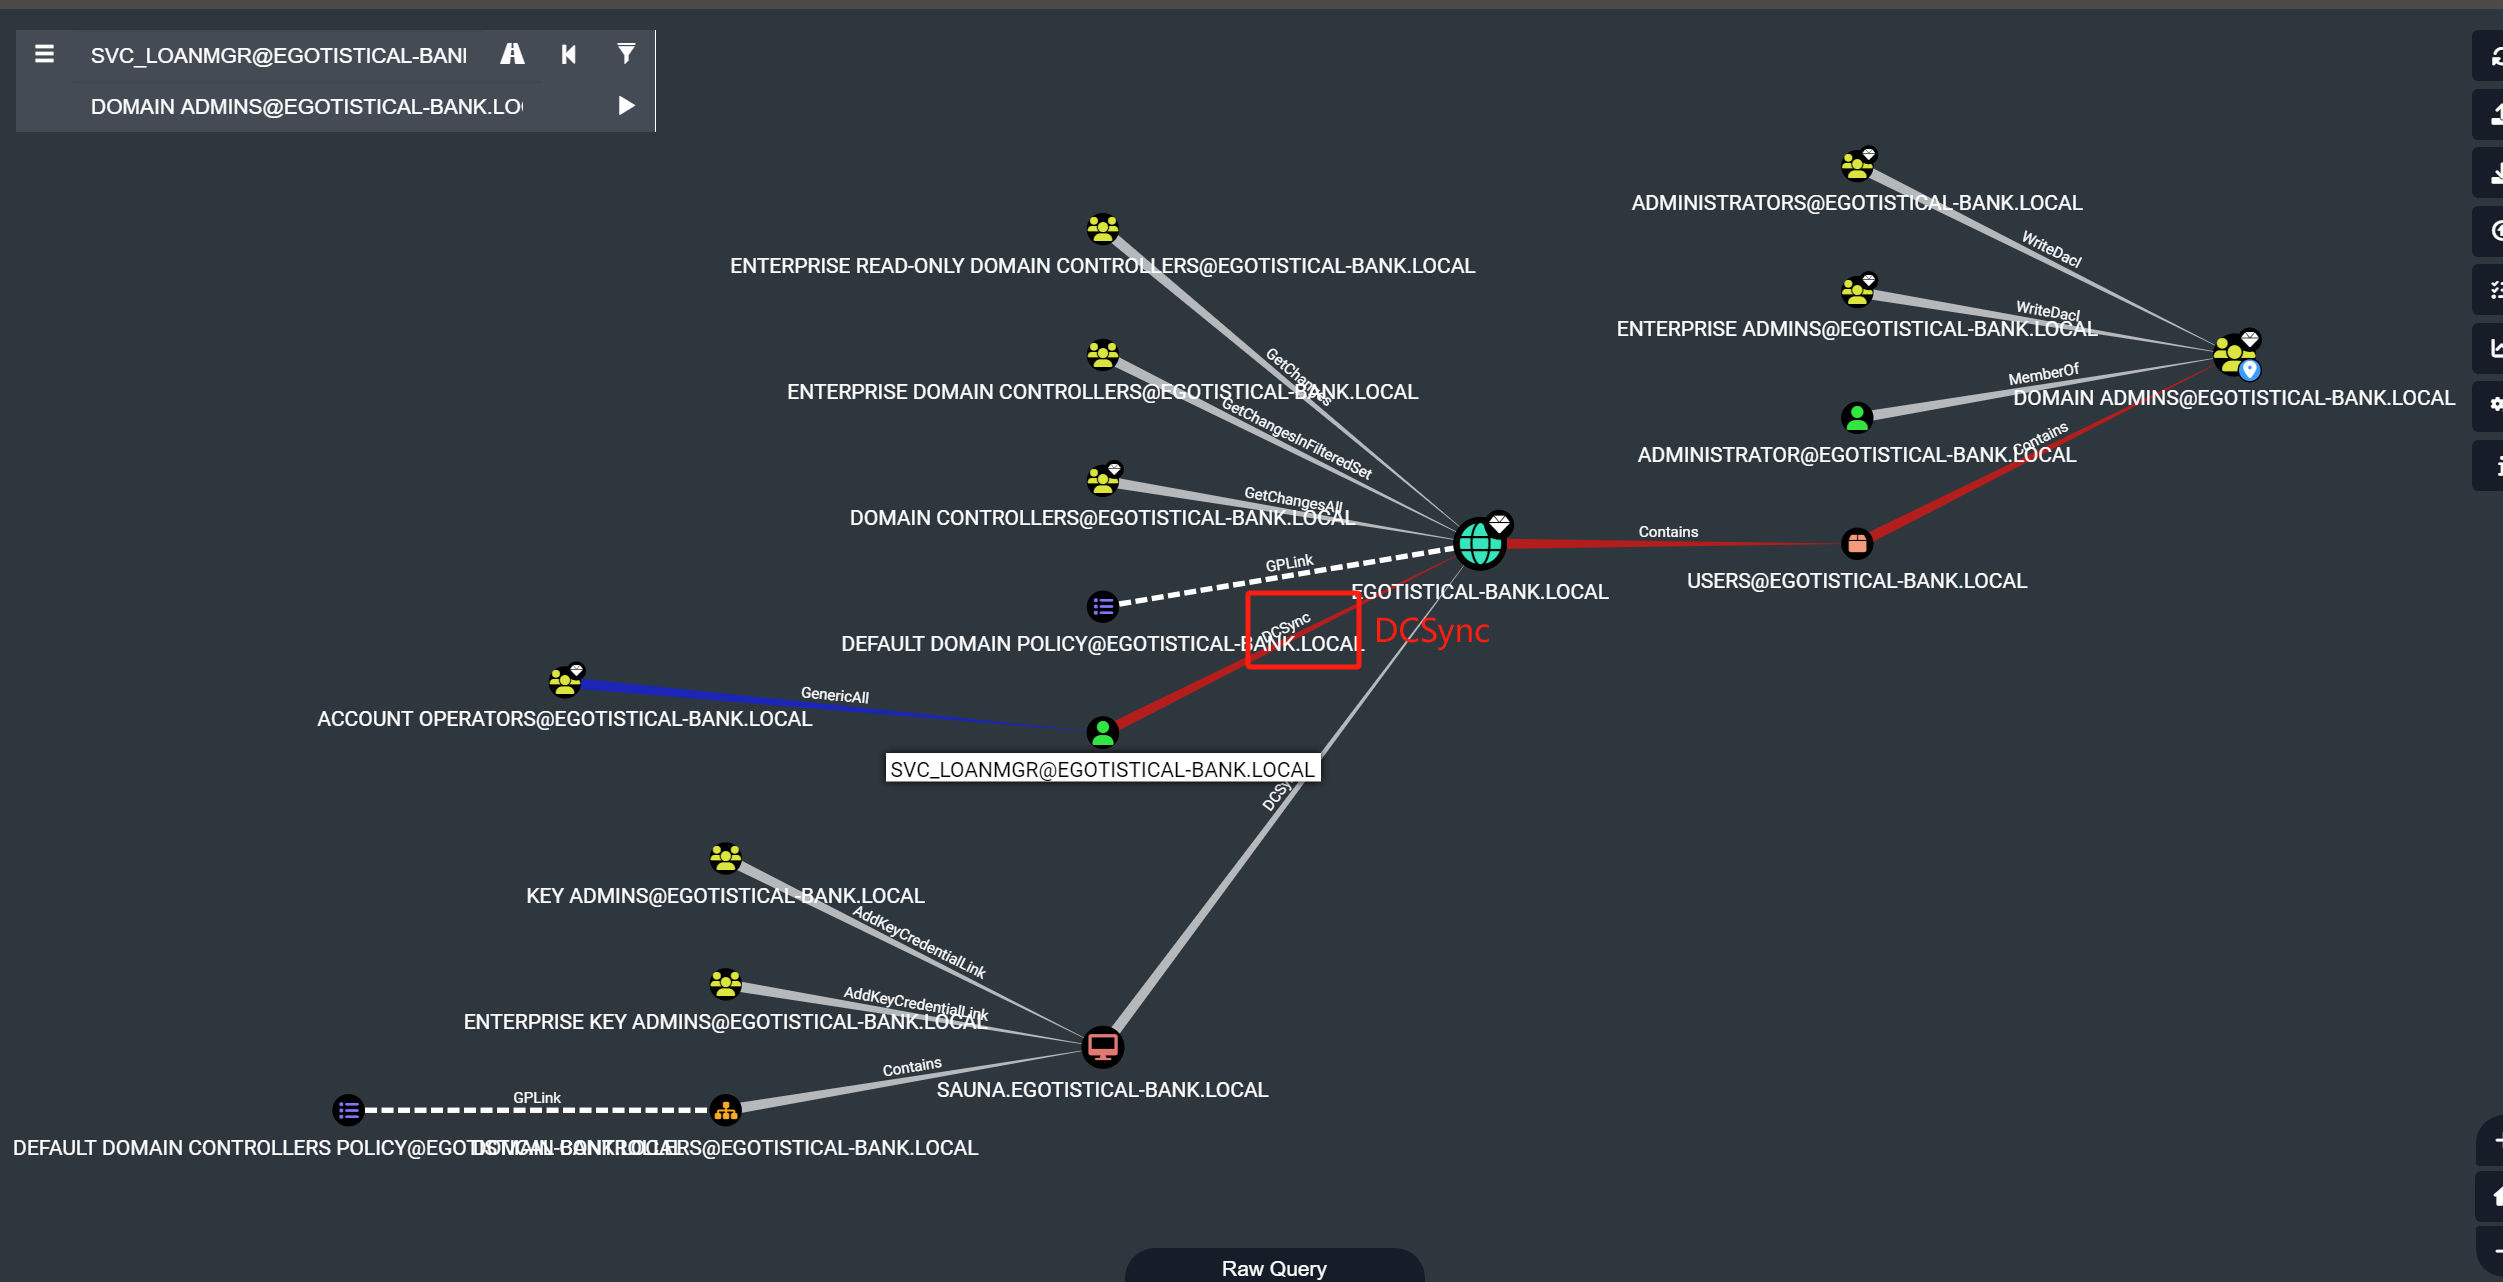 SVC_LOANMGR@EGOTISTICAL-BANI
DOMAIN ADMINS@EGOTISTICAL-BANK.LO
ADMINISTRATORS@EGOTISTICAL-BANK.LOCAL
WriteDacl
ENTERPRISE READ-ONLY DOMAIN CONTROLLERS@EGOTISTICAL-BANK.LOCAL
WriteDacl
ENTERPRISE ADMINS@EGOTISTICAL-BANK.LOCAL
GetChanges
MemberOf
ENTERPRISE DOMAIN CONTROLLERS@EGOTISTICAL-BANK.LOCAL
DOMAIN ADMINS@EGOTISTICAL-BANK.LOCAL
GetChangesInFilteredSet
Contains
ADMINISTRATOR@EGOTISTICAL-BANK.LOCAL
GetChangesAll
DOMAIN CONTROLLERS@EGOTISTICAL-BANK.LOCAL
Contains
GPLink
USERS@EGOTISTICAL-BANK.LOCAL
EGOTISTICAL-BANK.LOCAL
DCSync
DCSync
DEFAULT DOMAIN POLICY@EGOTISTICAL-BANK.LOCAL
GenericAll
ACCOUNT OPERATORS@EGOTISTICAL-BANK.LOCAL
SVC_LOANMGR@EGOTISTICAL-BANK.LOCAL
DCSy
KEY ADMINS@EGOTISTICAL-BANK.LOCAL
AddKeyCredentialLink
AddKeyCredentialLink
ENTERPRISE KEY ADMINS@EGOTISTICAL-BANK.LOCAL
Contains
SAUNA.EGOTISTICAL-BANK.LOCAL
GPLink
DEFAULT DOMAIN CONTROLLERS POLICY@EGOTISTICAL-BANK.LOCAL
DOMAIN CONTROLLERS@EGOTISTICAL-BANK.LOCAL
Raw Query